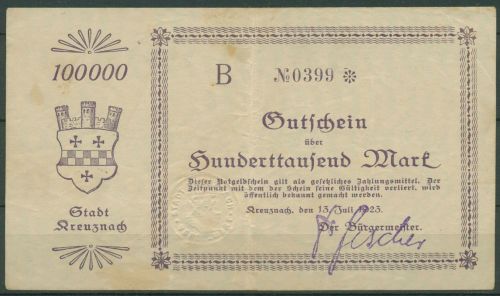 100000
Stadt
Kreuznach
B №0399 ※
Gutschein
über
Hunderttausend Mark
Dieser Notgeldschein gilt als gesetzliches Zahlungsmittel. Der
Zeitpunkt mit dem der Schein seine Gültigkeit verliert, wird
öffentlich bekannt gemacht werden.
Kreuznach, den 13. Juli 1923.
Der Bürgermeister.